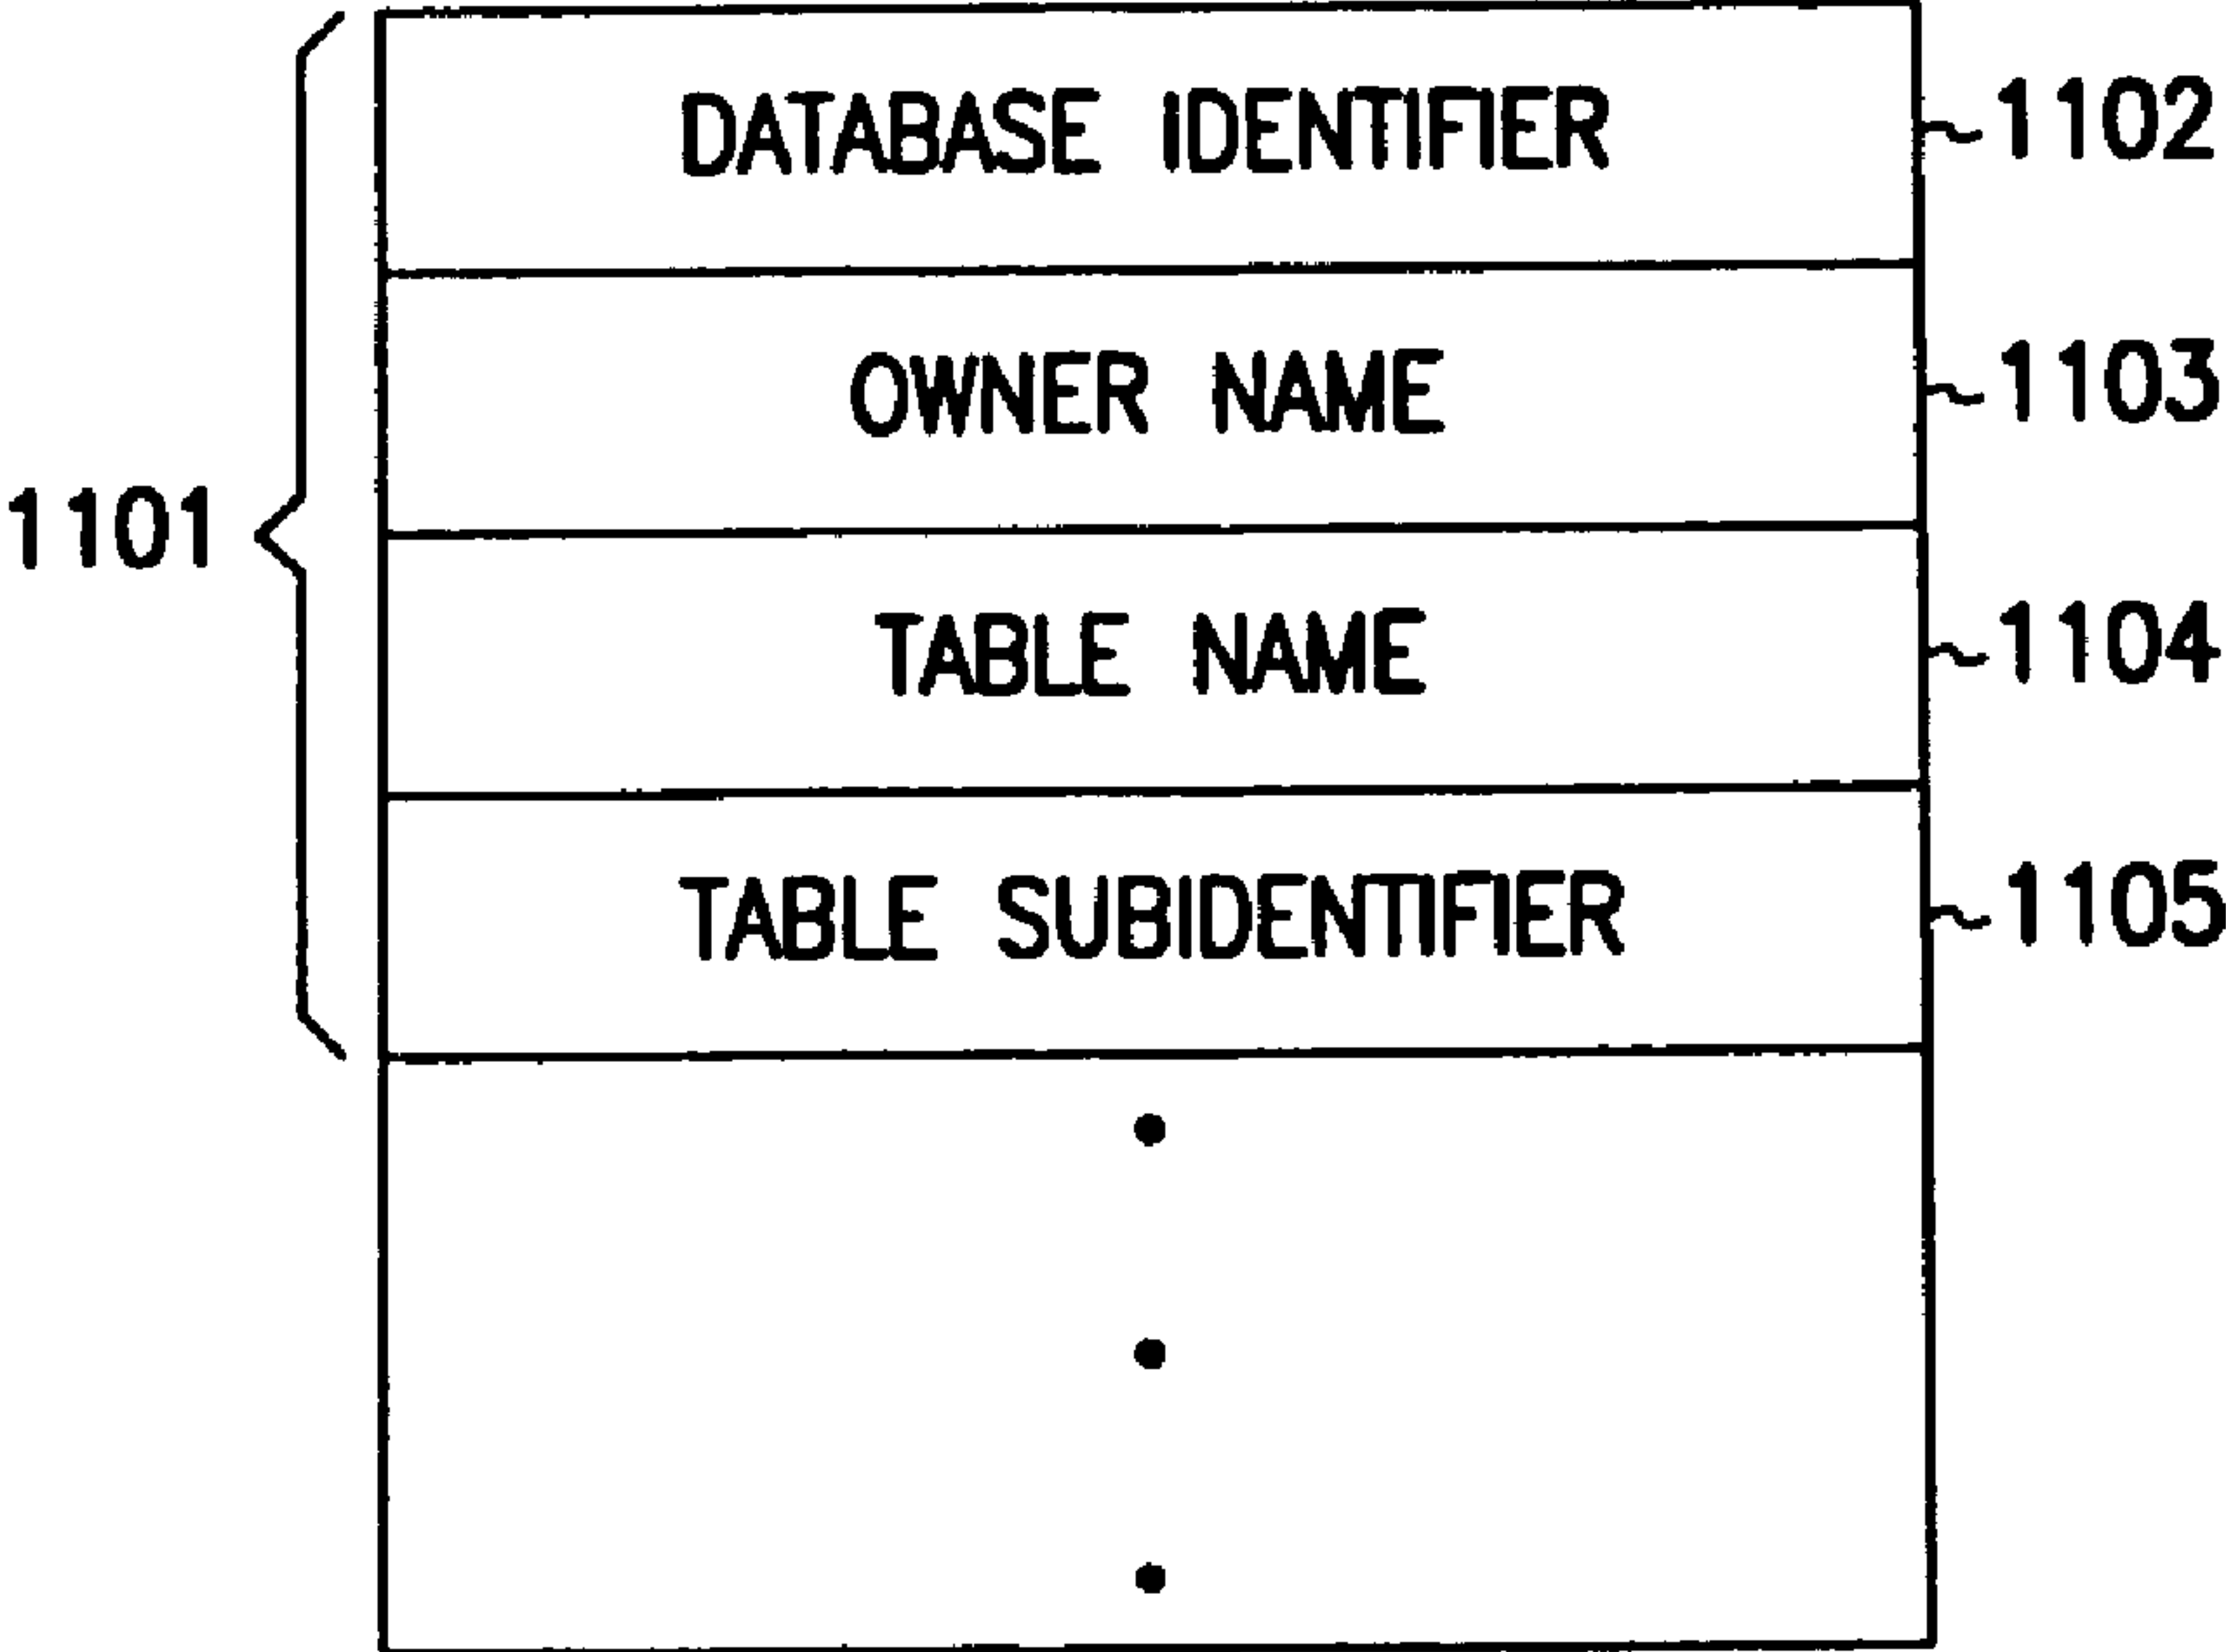 DATABASE IDENTIFIER 1102
OWNER NAME 1103
1101
TABLE NAME 1104
TABLE SUBIDENTIFIER 1105